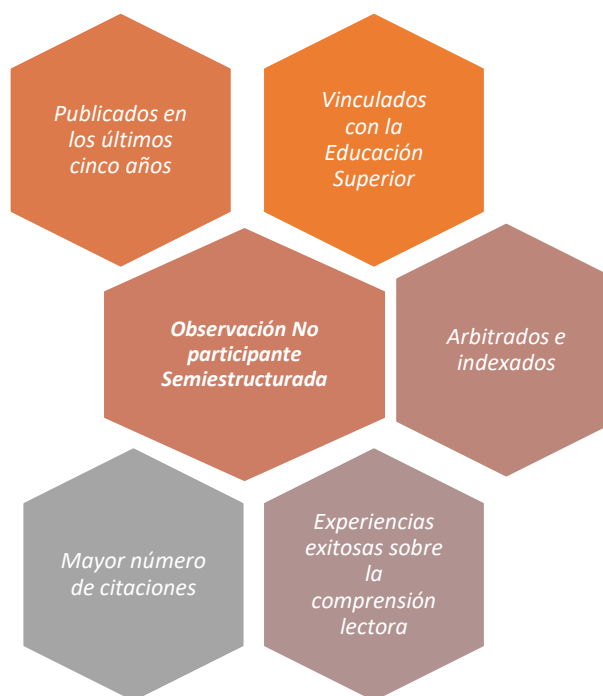 Publicados en
los últimos
cinco años
Vinculados
con la
Educación
Superior
Observación No
participante
Semiestructurada
Arbitrados e
indexados
Mayor número
de citaciones
Experiencias
exitosas sobre
la
comprensión
lectora